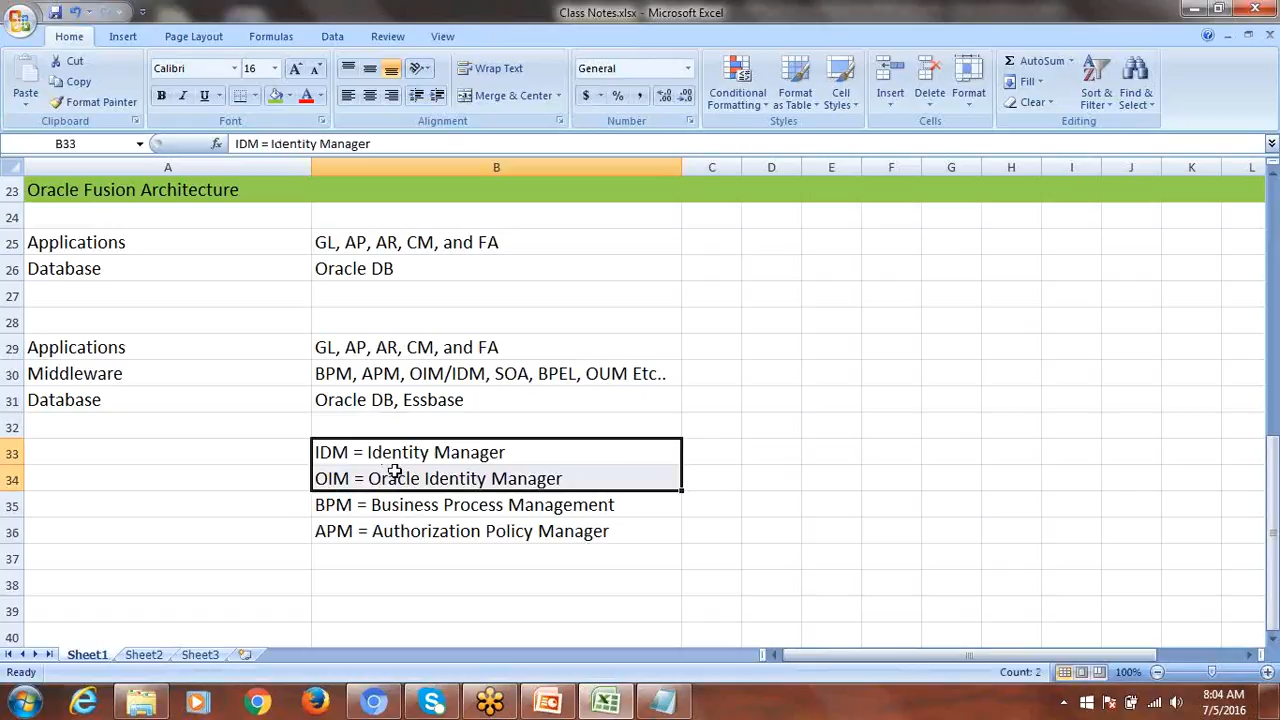 Class Notes.xlsx - Microsoft Excel
Home Insert Page Layout Formulas Data Review View
Paste
Cut
Copy
Format Painter
Clipboard
Calibri 16 A A
B I U A
Font
Wrap Text
Merge & Center
Alignment
General
$ % , .0 .00 .00 .0
Number
Conditional Formatting
Format as Table
Cell Styles
Styles
Insert Delete Format
Cells
Σ AutoSum
Fill
Clear
Sort & Filter
Find & Select
Editing
B33 fx IDM = Identity Manager
A B C D E F G H I J K L
23 Oracle Fusion Architecture
24
25 Applications GL, AP, AR, CM, and FA
26 Database Oracle DB
27
28
29 Applications GL, AP, AR, CM, and FA
30 Middleware BPM, APM, OIM/IDM, SOA, BPEL, OUM Etc..
31 Database Oracle DB, Essbase
32
33 IDM = Identity Manager
34 OIM = Oracle Identity Manager
35 BPM = Business Process Management
36 APM = Authorization Policy Manager
37
38
39
40
Sheet1 Sheet2 Sheet3
Ready Count: 2 100%
8:04 AM
7/5/2016